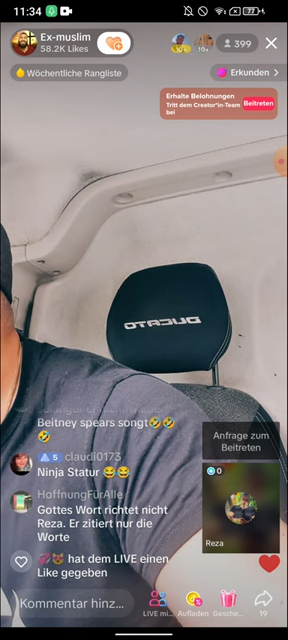 11:34
77
Ex-muslim
58.2K Likes
10+
10+
399
Wöchentliche Rangliste
Erkunden >
Erhalte Belohnungen
Tritt dem Creator*in-Team
bei
Beitreten
DUCATO
Beitney spears songt🤣🤣
🤣
5 claudi0173
Ninja Statur 😂😂
HoffnungFürAlle
Gottes Wort richtet nicht
Reza. Er zitiert nur die
Worte
hat dem LIVE einen
Like gegeben
Anfrage zum
Beitreten
0
Reza
Kommentar hinz...
LIVE mi...
Aufladen
Gesche...
19